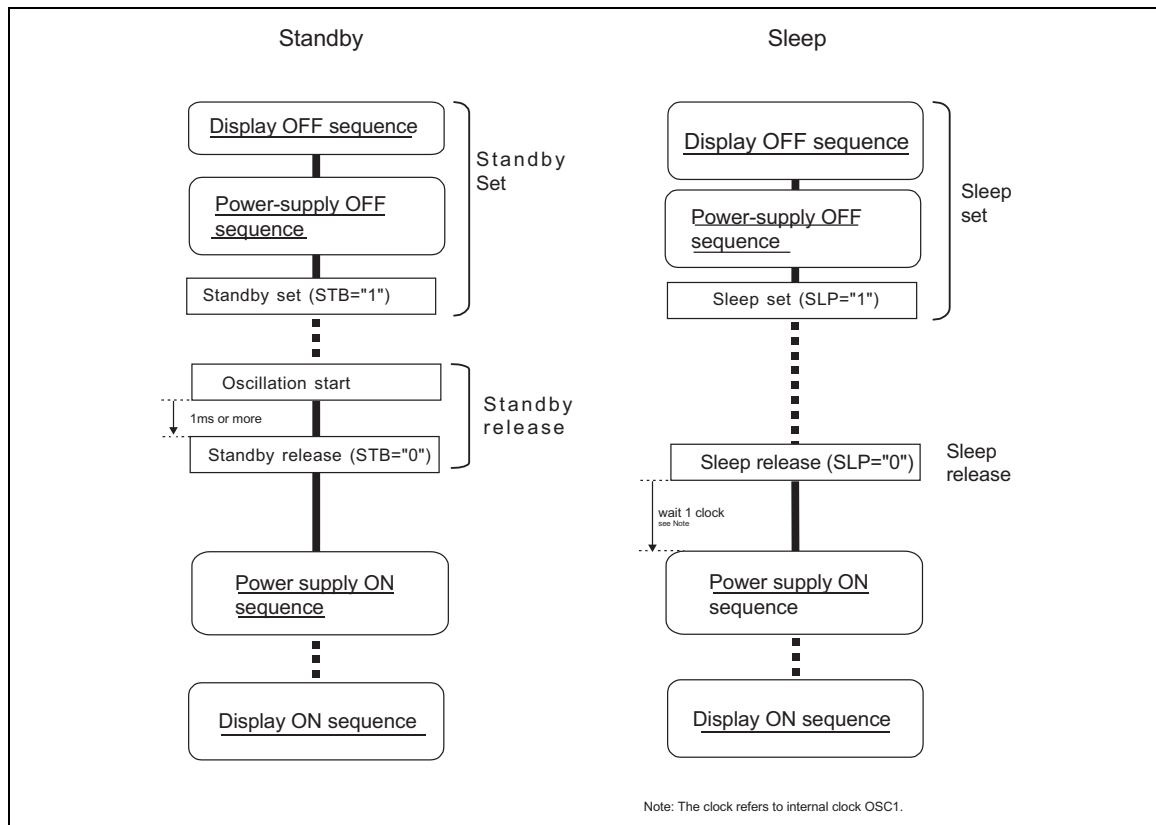 Standby
Display OFF sequence
Power-supply OFF
sequence
Standby set (STB="1")
Standby
Set
Oscillation start
1ms or more
Standby release (STB="0")
Standby
release
Power supply ON
sequence
Display ON sequence
Sleep
Display OFF sequence
Power-supply OFF
sequence
Sleep set (SLP="1")
Sleep
set
Sleep release (SLP="0")
Sleep
release
wait 1 clock
see Note
Power supply ON
sequence
Display ON sequence
Note: The clock refers to internal clock OSC1.